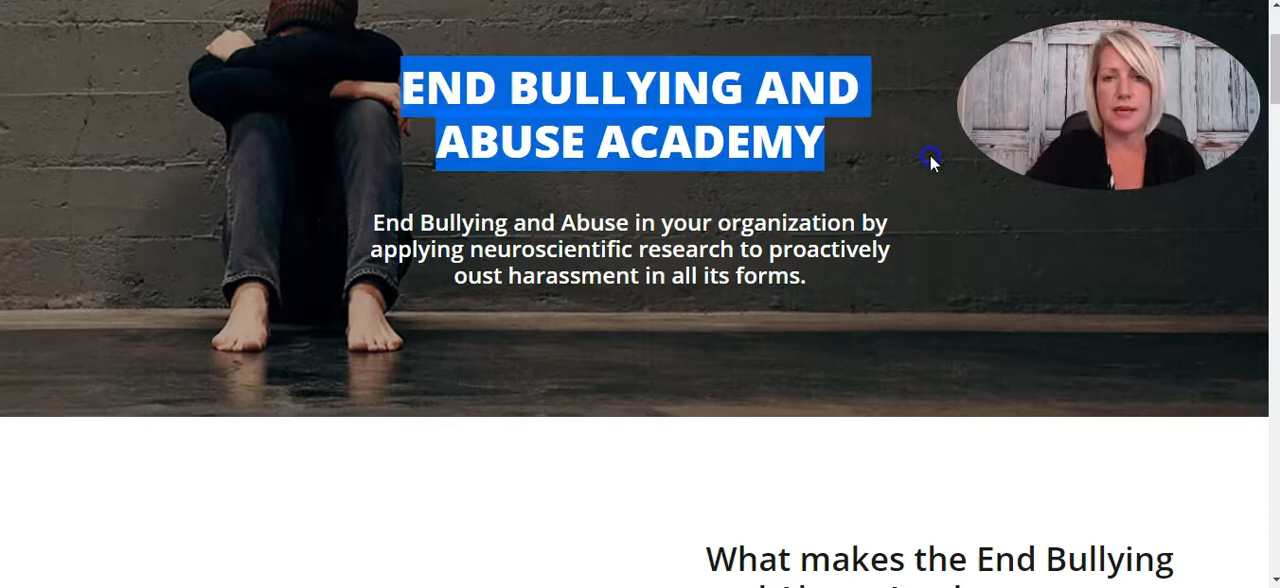 END BULLYING AND
ABUSE ACADEMY
End Bullying and Abuse in your organization by
applying neuroscientific research to proactively
oust harassment in all its forms.
What makes the End Bullying